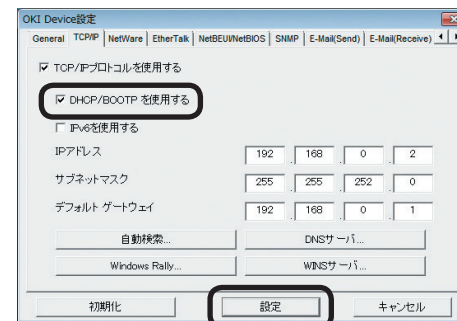 OKI Device設定
General TCP/IP NetWare EtherTalk NetBEUI/NetBIOS SNMP E-Mail(Send) E-Mail(Receive)
TCP/IPプロトコルを使用する
DHCP/BOOTP を使用する
IPv6を使用する
IPアドレス 192 . 168 . 0 . 2
サブネットマスク 255 . 255 . 252 . 0
デフォルト ゲートウェイ 192 . 168 . 0 . 1
自動検索... DNSサーバ...
Windows Rally... WINSサーバ...
初期化 設定 キャンセル